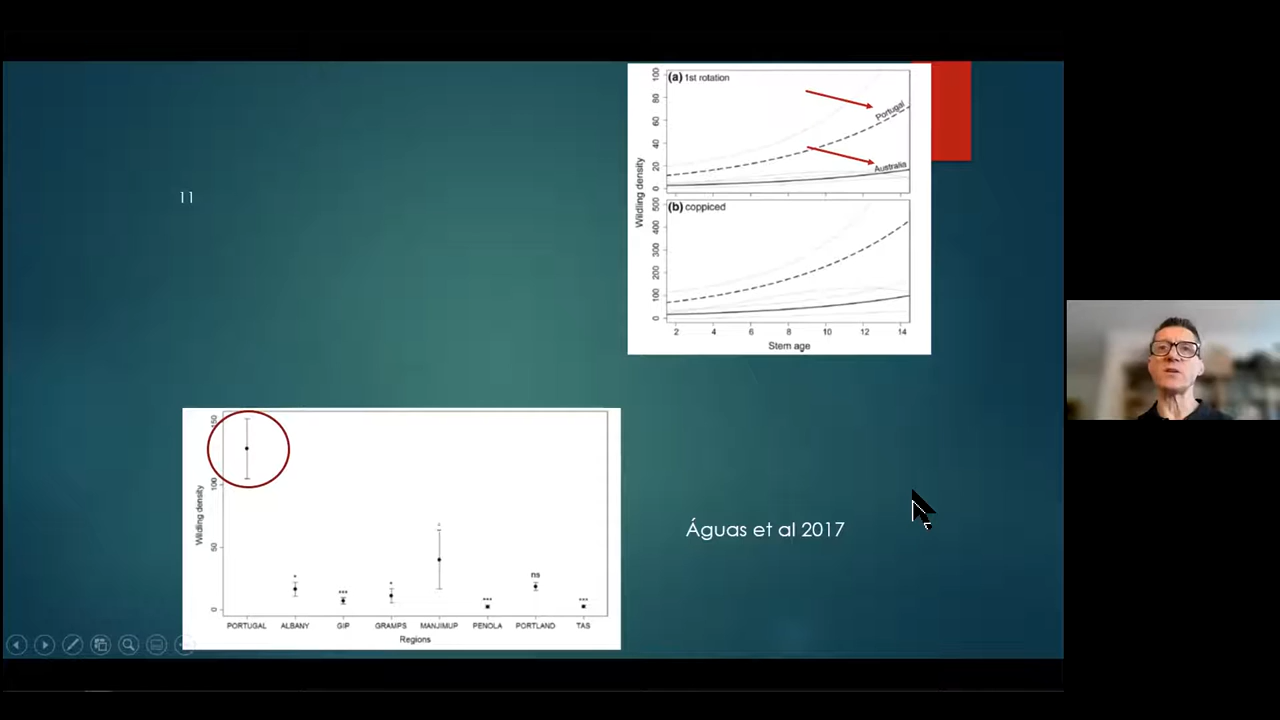 11
(a) 1st rotation
Portugal
Australia
100
80
60
40
20
0
Wildling density
(b) coppiced
500
400
300
200
100
0
2 4 6 8 10 12 14
Stem age
150
100
50
0
Wildling density
*
***
*
***
ns
***
PORTUGAL ALBANY GIP GRAMPS MANJIMUP PENOLA PORTLAND TAS
Regions
Águas et al 2017